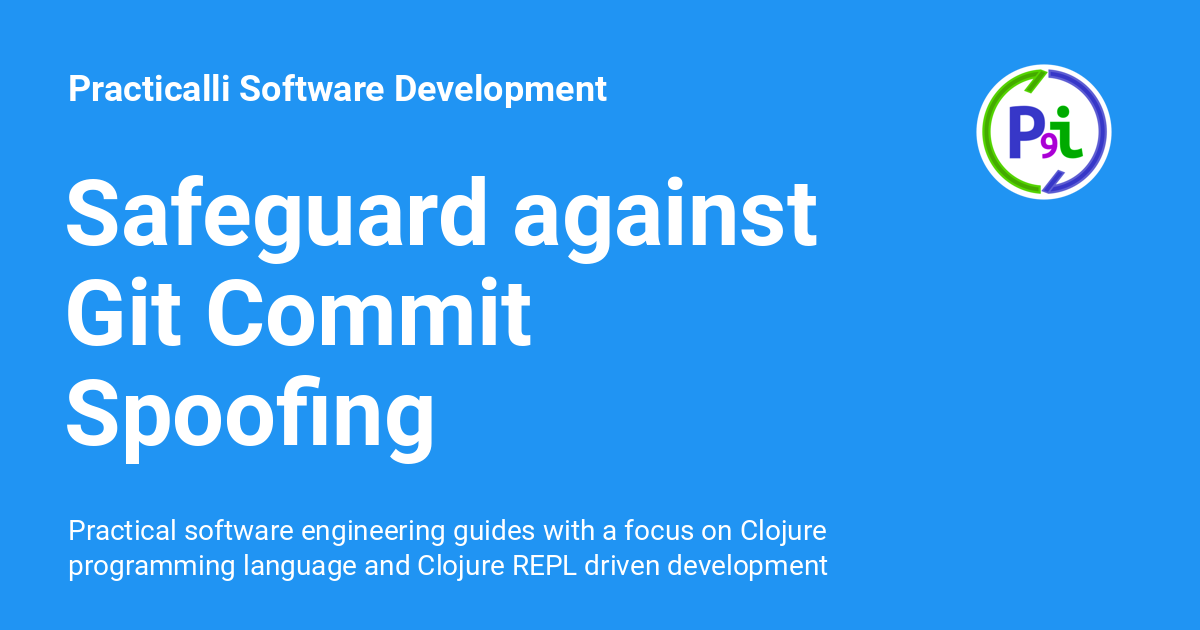 Practicalli Software Development
P9i
Safeguard against
Git Commit
Spoofing
Practical software engineering guides with a focus on Clojure
programming language and Clojure REPL driven development